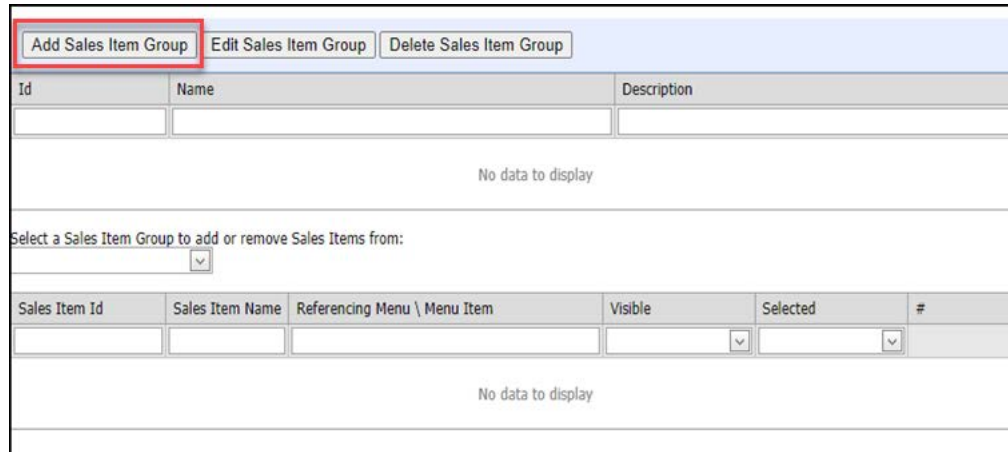 Add Sales Item Group Edit Sales Item Group Delete Sales Item Group
Id Name Description
No data to display
Select a Sales Item Group to add or remove Sales Items from:
Sales Item Id Sales Item Name Referencing Menu \ Menu Item Visible Selected #
No data to display